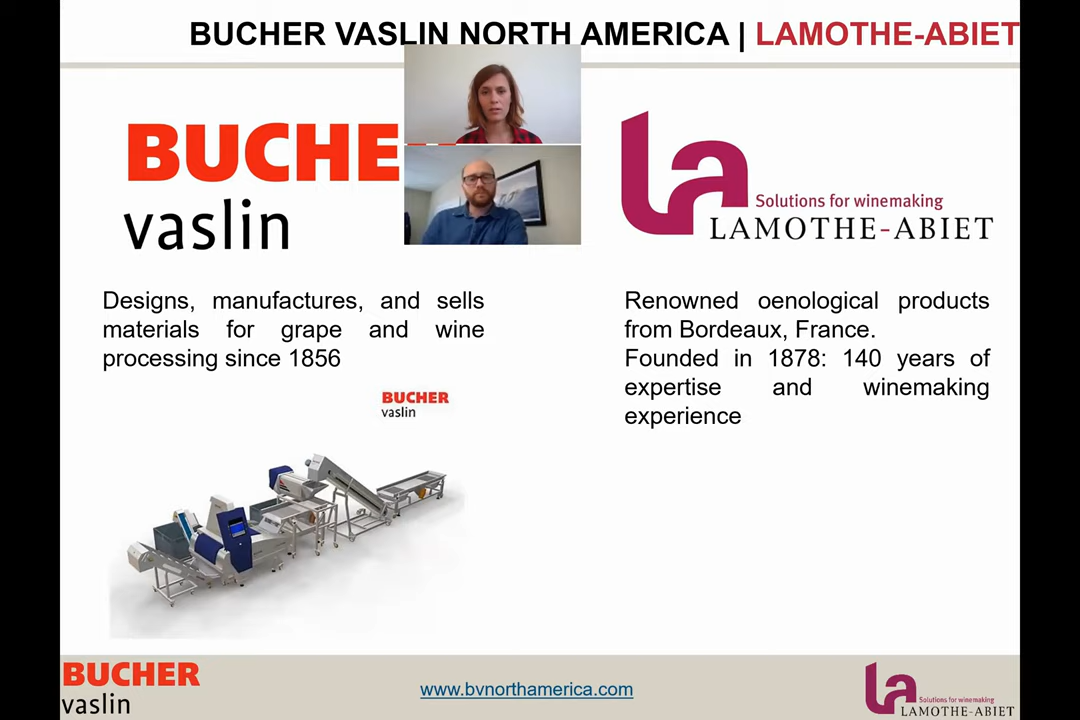 BUCHER VASLIN NORTH AMERICA | LAMOTHE-ABIET
BUCHE
vaslin
La
Solutions for winemaking
LAMOTHE-ABIET
Designs, manufactures, and sells
materials for grape and wine
processing since 1856
Renowned oenological products
from Bordeaux, France.
Founded in 1878: 140 years of
expertise and winemaking
experience
BUCHER
vaslin
BUCHER
vaslin
www.bvnorthamerica.com
La
Solutions for winemaking
LAMOTHE-ABIET